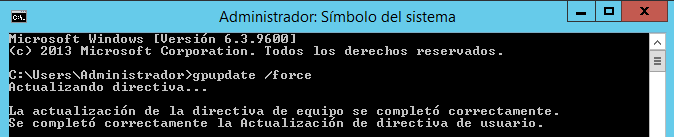 Administrador: Símbolo del sistema
Microsoft Windows [Versión 6.3.9600]
(c) 2013 Microsoft Corporation. Todos los derechos reservados.
C:\Users\Administrador>gpupdate /force
Actualizando directiva...
La actualización de la directiva de equipo se completó correctamente.
Se completó correctamente la Actualización de directiva de usuario.